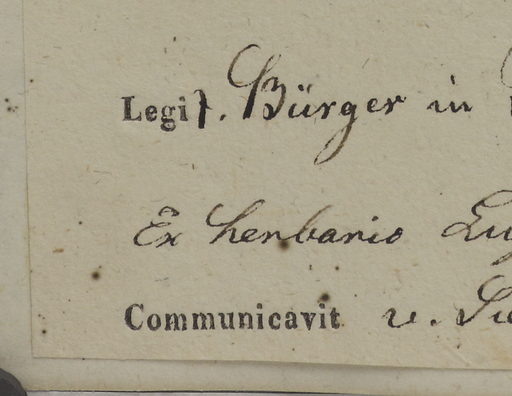 Legit. Bürger in
Ex herbario
Communicavit v.